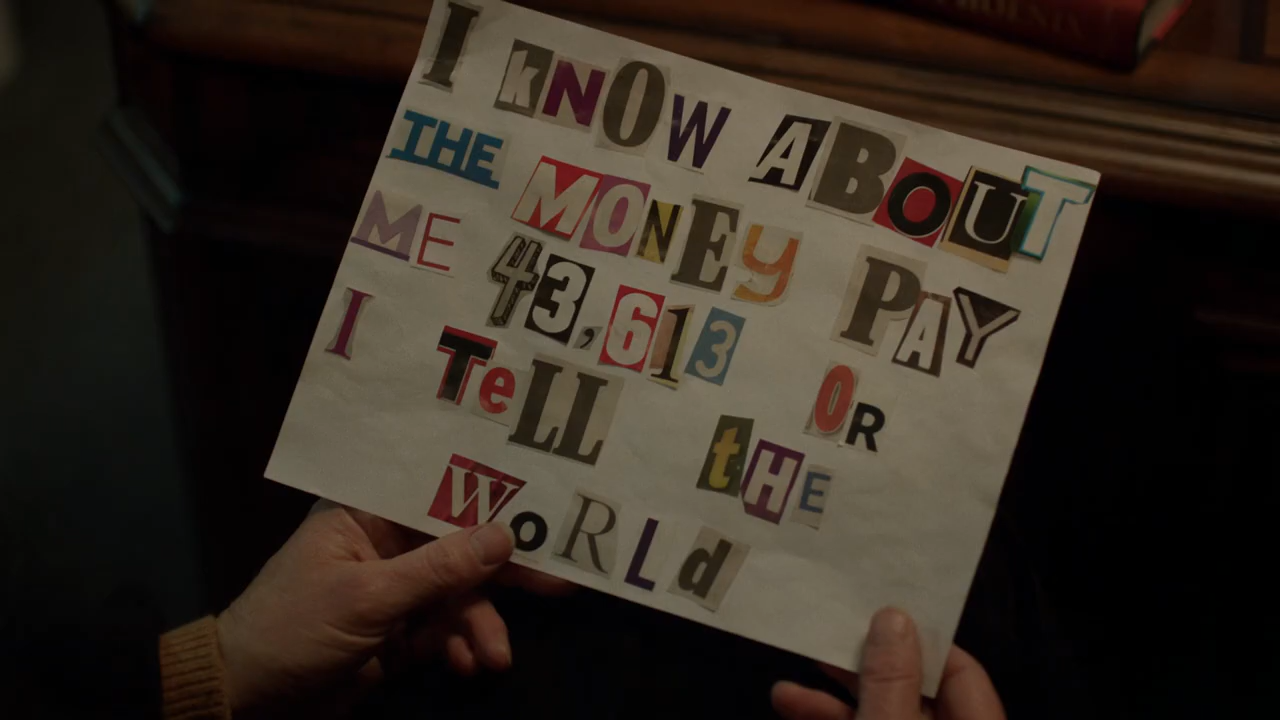 I kNOW ABOUT
THE MONEy PAY
ME 43,613 OR
I TeLL tHE
WoRLd